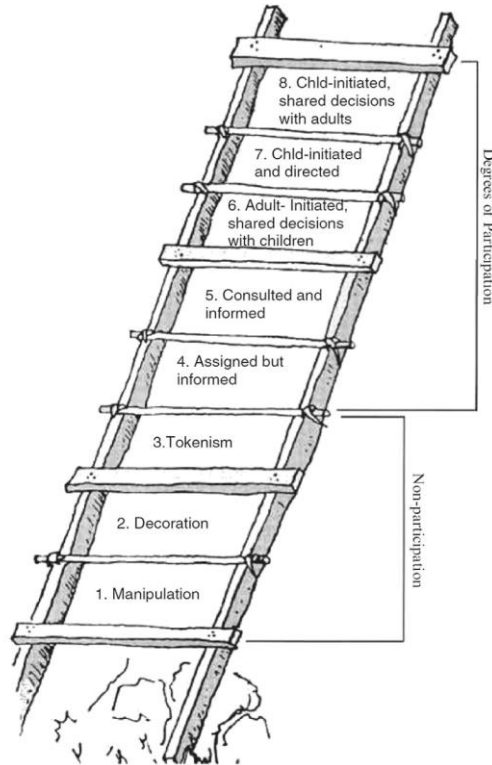 8. Chld-initiated,
shared decisions
with adults
7. Chld-initiated
and directed
6. Adult- Initiated,
shared decisions
with children
5. Consulted and
informed
4. Assigned but
informed
3.Tokenism
2. Decoration
1. Manipulation
Degrees of Participation
Non-participation